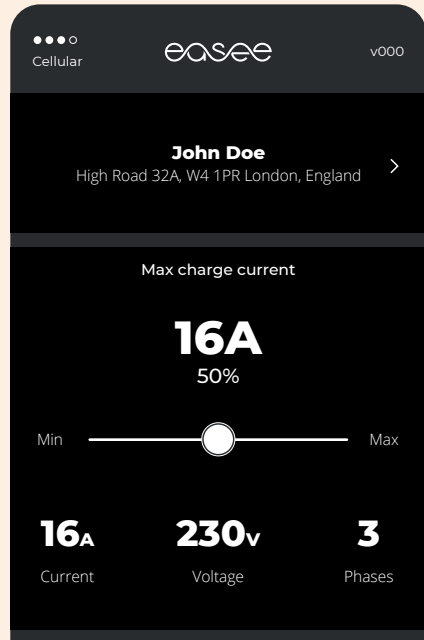 Cellular
easee
v000
John Doe
High Road 32A, W4 1PR London, England
Max charge current
16A
50%
Min
Max
16A
230V
3
Current
Voltage
Phases